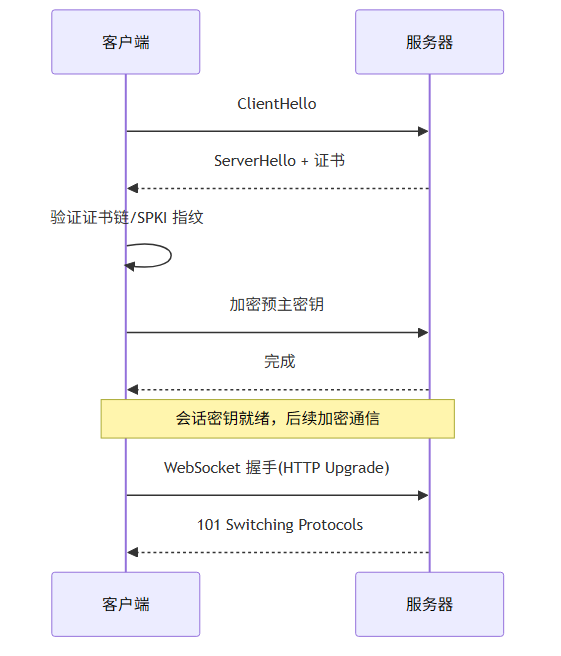 客户端
服务器
ClientHello
ServerHello + 证书
验证证书链/SPKI 指纹
加密预主密钥
完成
会话密钥就绪，后续加密通信
WebSocket 握手(HTTP Upgrade)
101 Switching Protocols
客户端
服务器